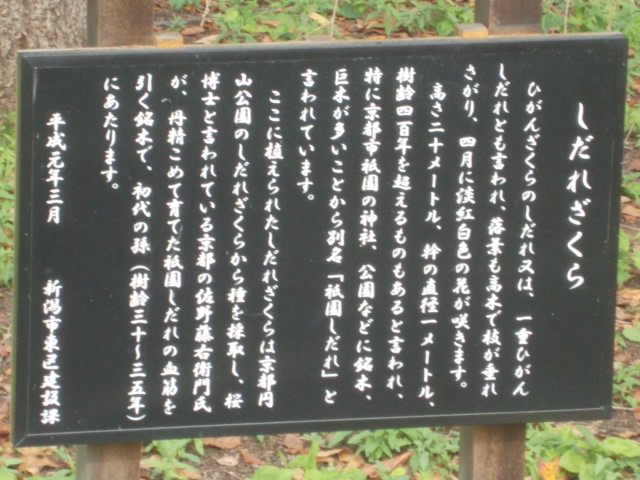 しだれざくら
ひがんざくらのしだれ又は、一重ひがん
しだれとも言われ、落葉も高木で枝が垂れ
さがり、四月に淡紅白色の花が咲きます。
高さ二十メートル、幹の直径一メートル、
樹齢四百年を超えるものもあると言われ、
特に京都市祇園の神社、公園などに銘木、
巨木が多いことから別名「祇園しだれ」と
言われています。
ここに植えられたしだれざくらは京都円
山公園のしだれざくらから種を採取し、桜
博士と言われている京都の佐野藤右衛門氏
が、丹精こめて育てた祇園しだれの血筋を
引く銘木で、初代の孫(樹齢三十〜三五年)
にあたります。
平成元年三月 新潟市東邑建設課